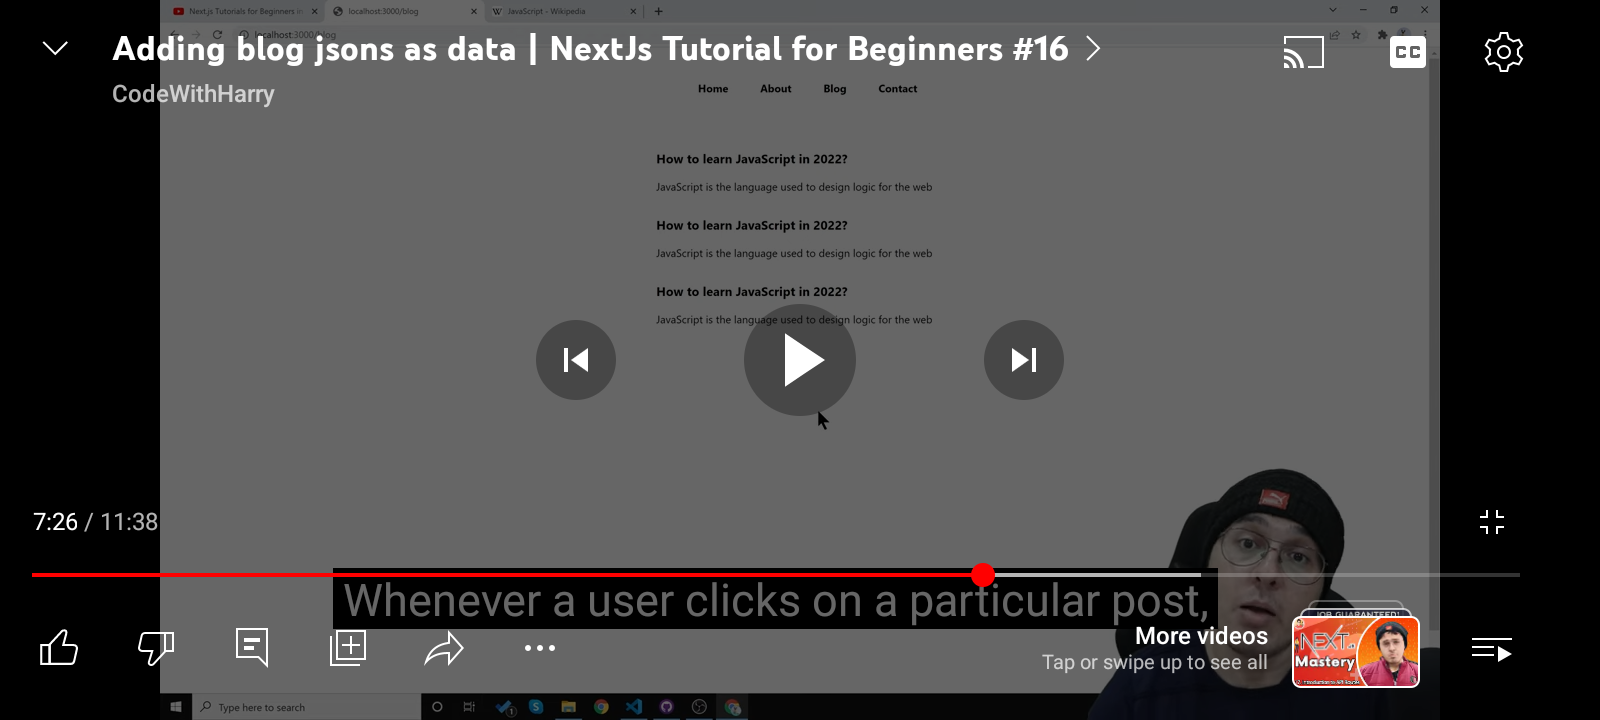 Next.js Tutorials for Beginners in
localhost:3000/blog
JavaScript - Wikipedia
localhost:3000/blog
Adding blog jsons as data | NextJs Tutorial for Beginners #16
CC
CodeWithHarry
Home About Blog Contact
How to learn JavaScript in 2022?
JavaScript is the language used to design logic for the web
How to learn JavaScript in 2022?
JavaScript is the language used to design logic for the web
How to learn JavaScript in 2022?
JavaScript is the language used to design logic for the web
7:26 / 11:38
Whenever a user clicks on a particular post,
More videos
Tap or swipe up to see all
JOB GUARANTEED!
NEXT.
Mastery
Type here to search